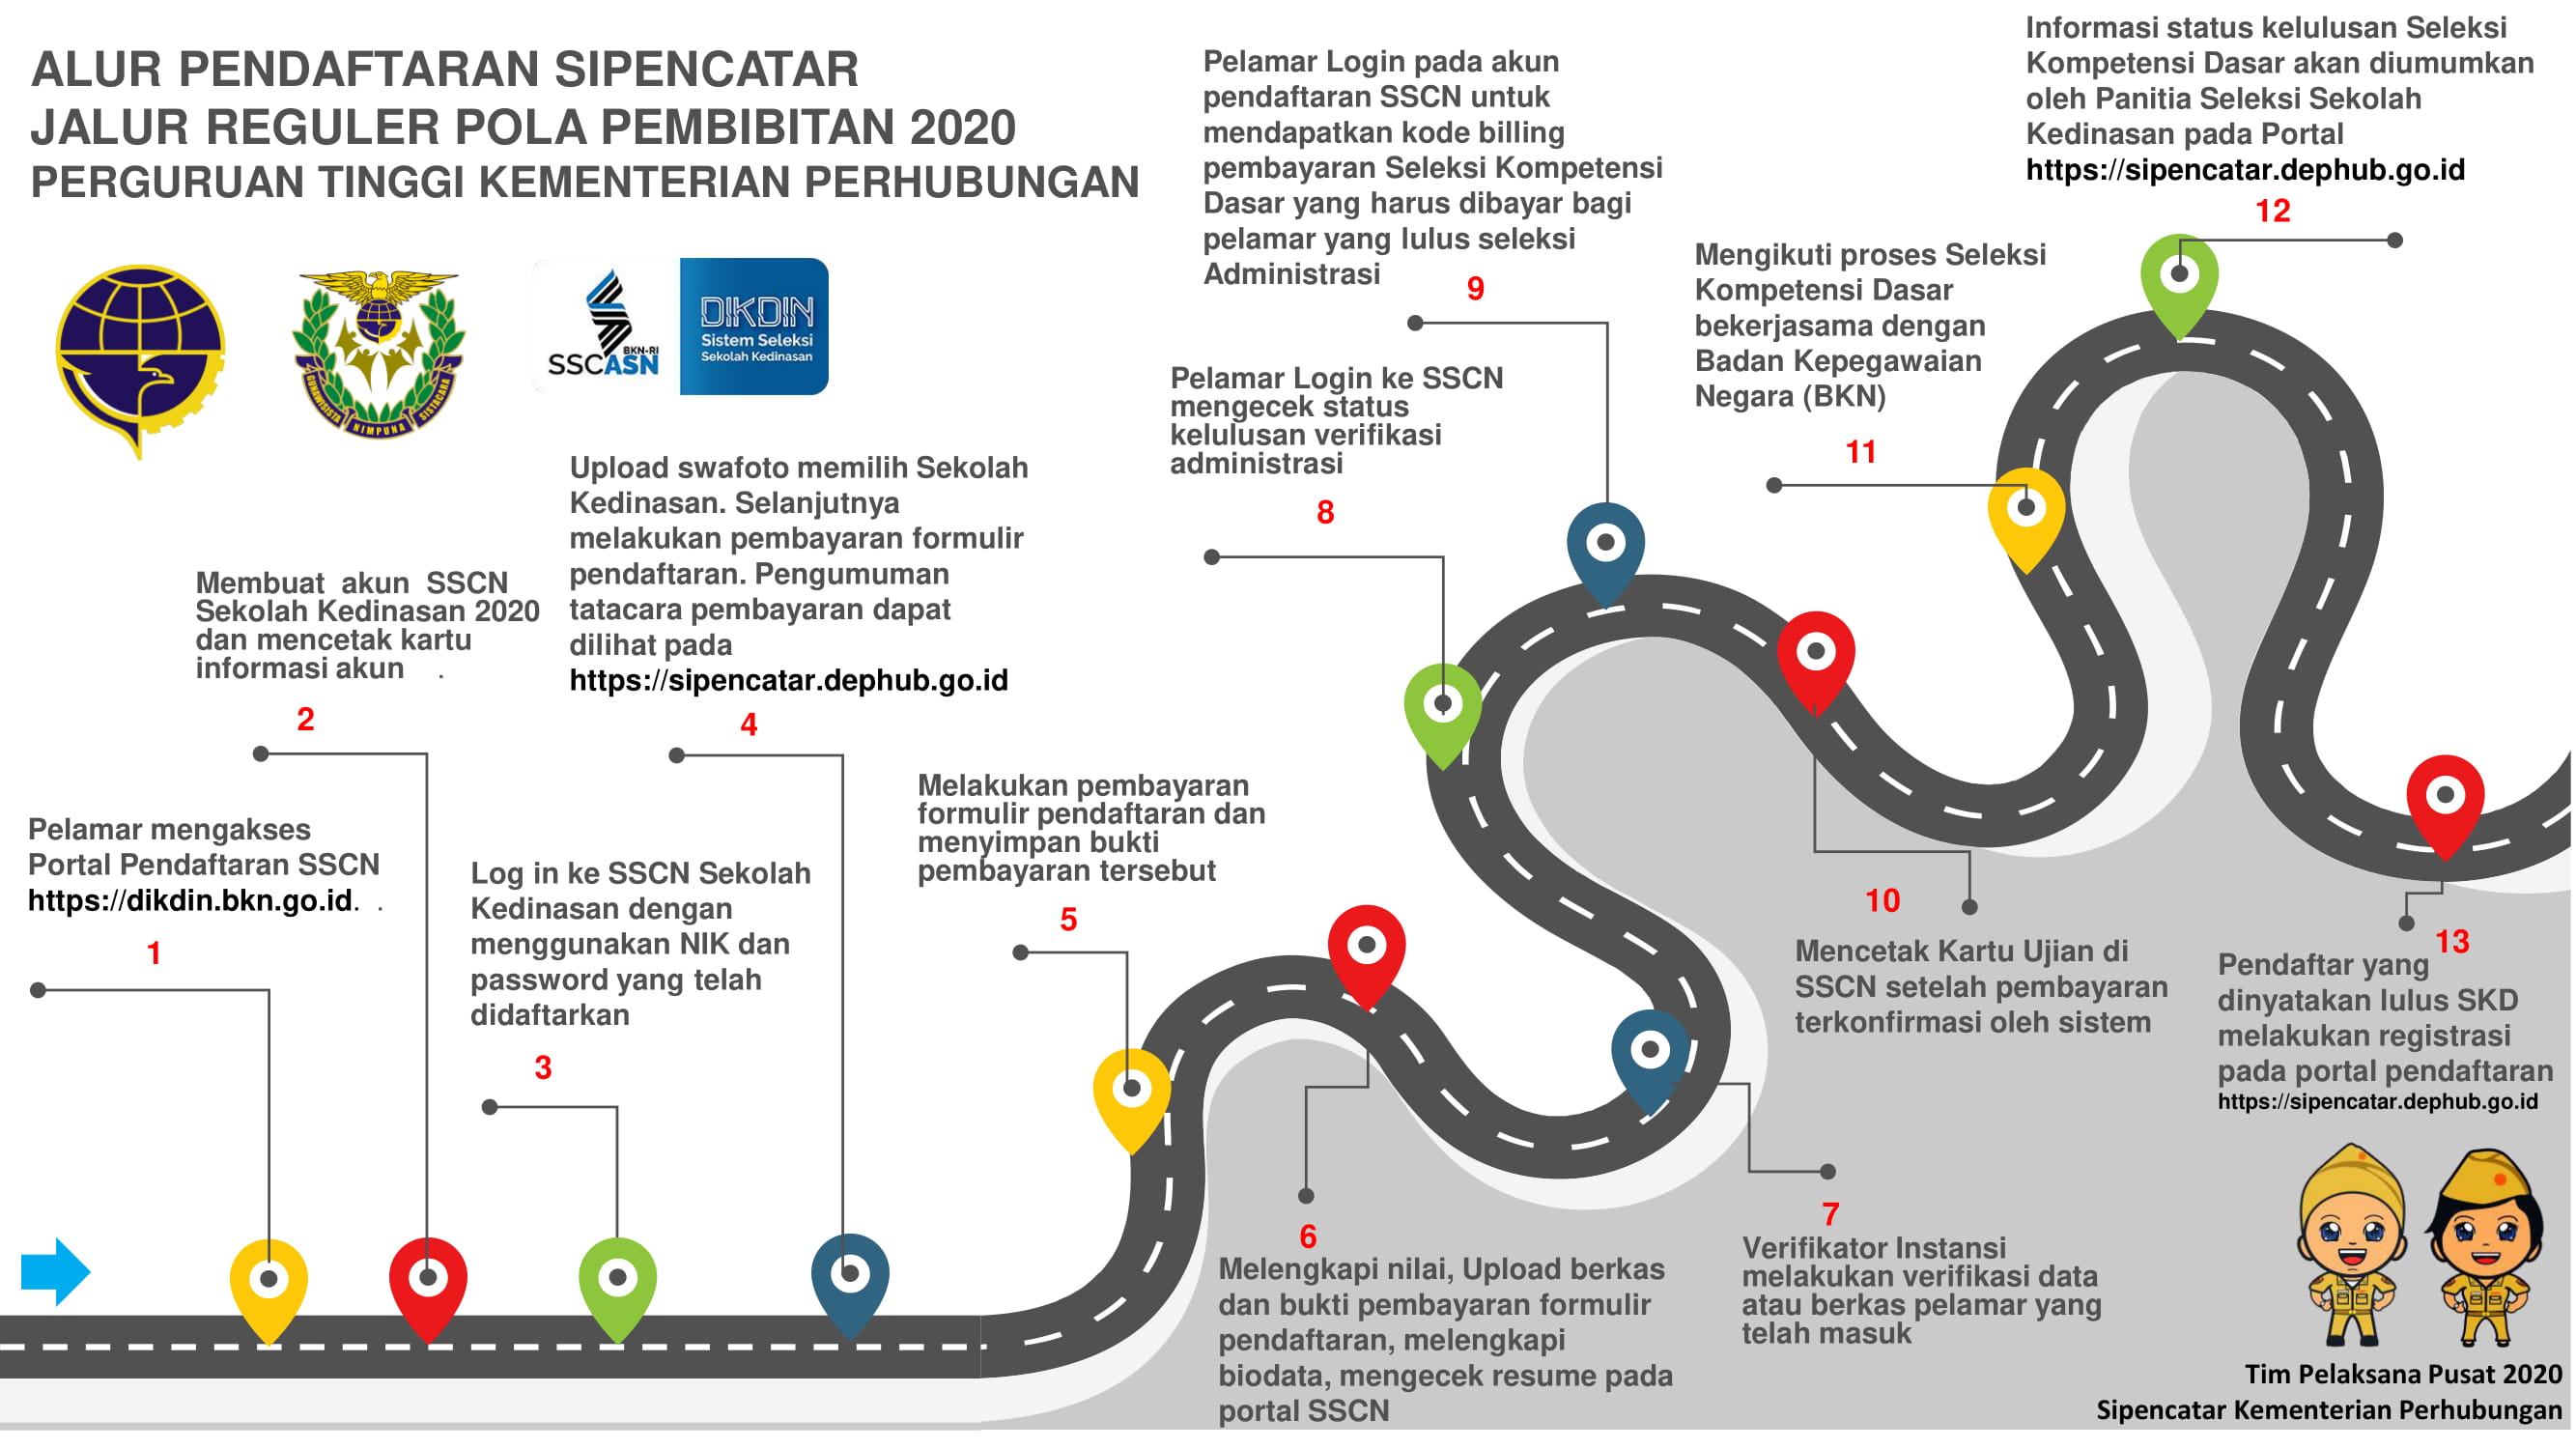 ALUR PENDAFTARAN SIPENCATAR
JALUR REGULER POLA PEMBIBITAN 2020
PERGURUAN TINGGI KEMENTERIAN PERHUBUNGAN
GUNAWISISTA
NIMPUNA
SISTACARA
BKN-RI
SSCASN
DIKDIN
Sistem Seleksi
Sekolah Kedinasan
Pelamar mengakses
Portal Pendaftaran SSCN
https://dikdin.bkn.go.id. .
1
Membuat akun SSCN
Sekolah Kedinasan 2020
dan mencetak kartu
informasi akun .
2
Log in ke SSCN Sekolah
Kedinasan dengan
menggunakan NIK dan
password yang telah
didaftarkan
3
Upload swafoto memilih Sekolah
Kedinasan. Selanjutnya
melakukan pembayaran formulir
pendaftaran. Pengumuman
tatacara pembayaran dapat
dilihat pada
https://sipencatar.dephub.go.id
4
Melakukan pembayaran
formulir pendaftaran dan
menyimpan bukti
pembayaran tersebut
5
6
Melengkapi nilai, Upload berkas
dan bukti pembayaran formulir
pendaftaran, melengkapi
biodata, mengecek resume pada
portal SSCN
7
Verifikator Instansi
melakukan verifikasi data
atau berkas pelamar yang
telah masuk
Pelamar Login ke SSCN
mengecek status
kelulusan verifikasi
administrasi
8
Pelamar Login pada akun
pendaftaran SSCN untuk
mendapatkan kode billing
pembayaran Seleksi Kompetensi
Dasar yang harus dibayar bagi
pelamar yang lulus seleksi
Administrasi
9
10
Mencetak Kartu Ujian di
SSCN setelah pembayaran
terkonfirmasi oleh sistem
Mengikuti proses Seleksi
Kompetensi Dasar
bekerjasama dengan
Badan Kepegawaian
Negara (BKN)
11
Informasi status kelulusan Seleksi
Kompetensi Dasar akan diumumkan
oleh Panitia Seleksi Sekolah
Kedinasan pada Portal
https://sipencatar.dephub.go.id
12
13
Pendaftar yang
dinyatakan lulus SKD
melakukan registrasi
pada portal pendaftaran
https://sipencatar.dephub.go.id
Tim Pelaksana Pusat 2020
Sipencatar Kementerian Perhubungan